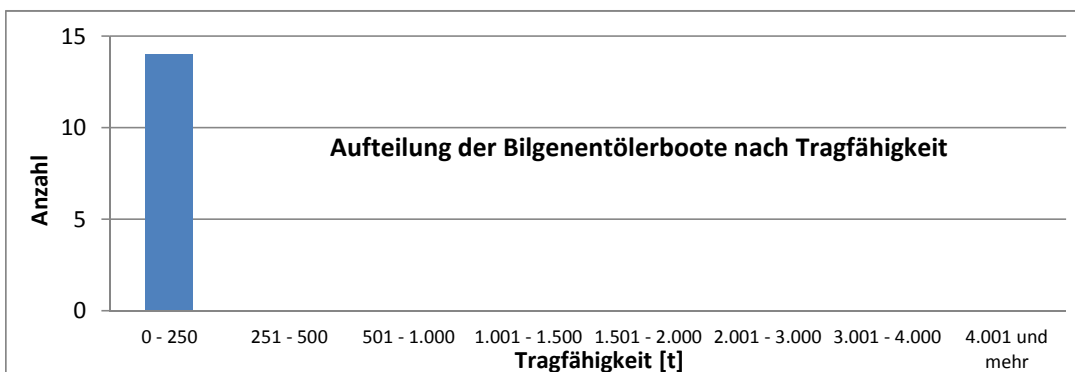 15
Aufteilung der Bilgenentölerboote nach Tragfähigkeit
10
5
0
Anzahl
0 - 250 251 - 500 501 - 1.000 1.001 - 1.500 1.501 - 2.000 2.001 - 3.000 3.001 - 4.000 4.001 und
mehr
Tragfähigkeit [t]